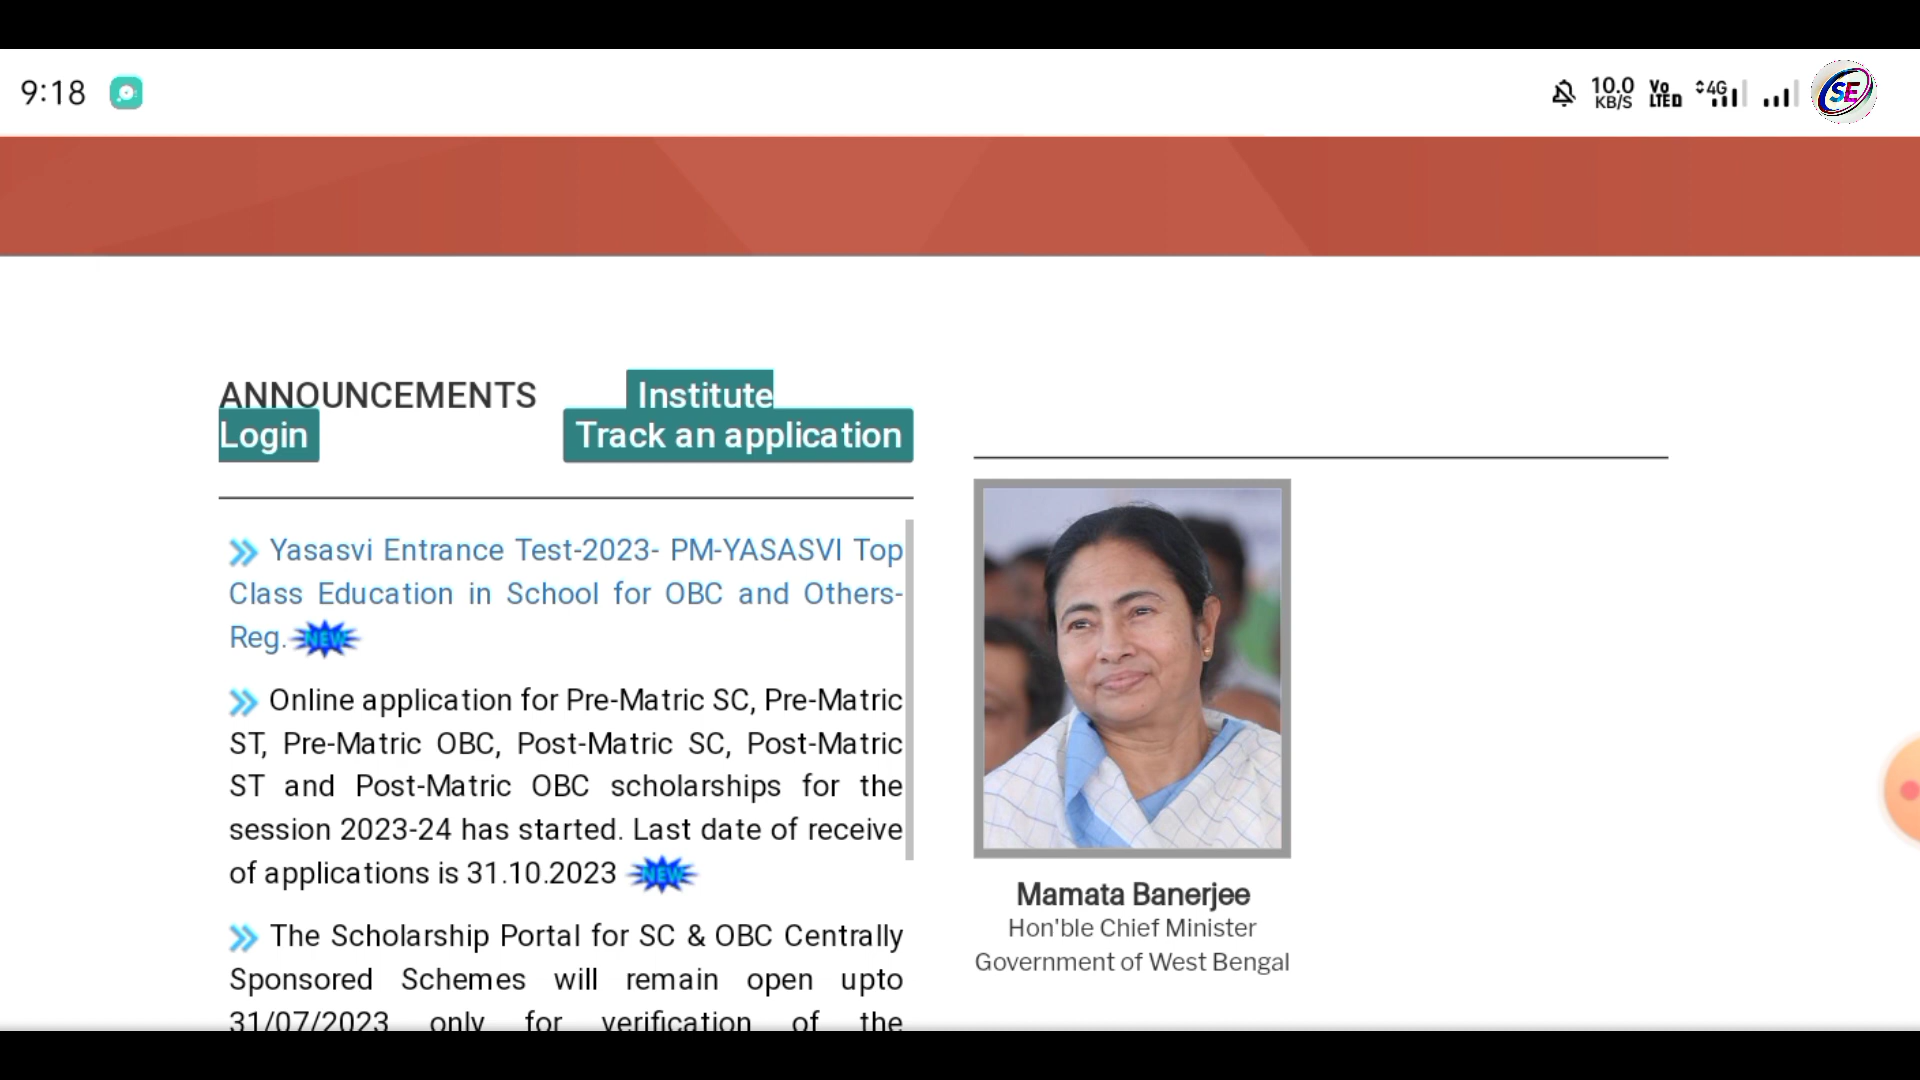 9:18
10.0
KB/S
Vo
LTE
4G
SE
ANNOUNCEMENTS Institute
Login Track an application
Yasasvi Entrance Test-2023- PM-YASASVI Top
Class Education in School for OBC and Others-
Reg. NEW
Online application for Pre-Matric SC, Pre-Matric
ST, Pre-Matric OBC, Post-Matric SC, Post-Matric
ST and Post-Matric OBC scholarships for the
session 2023-24 has started. Last date of receive
of applications is 31.10.2023 NEW
The Scholarship Portal for SC & OBC Centrally
Sponsored Schemes will remain open upto
31/07/2023 only for verification of the
Mamata Banerjee
Hon'ble Chief Minister
Government of West Bengal